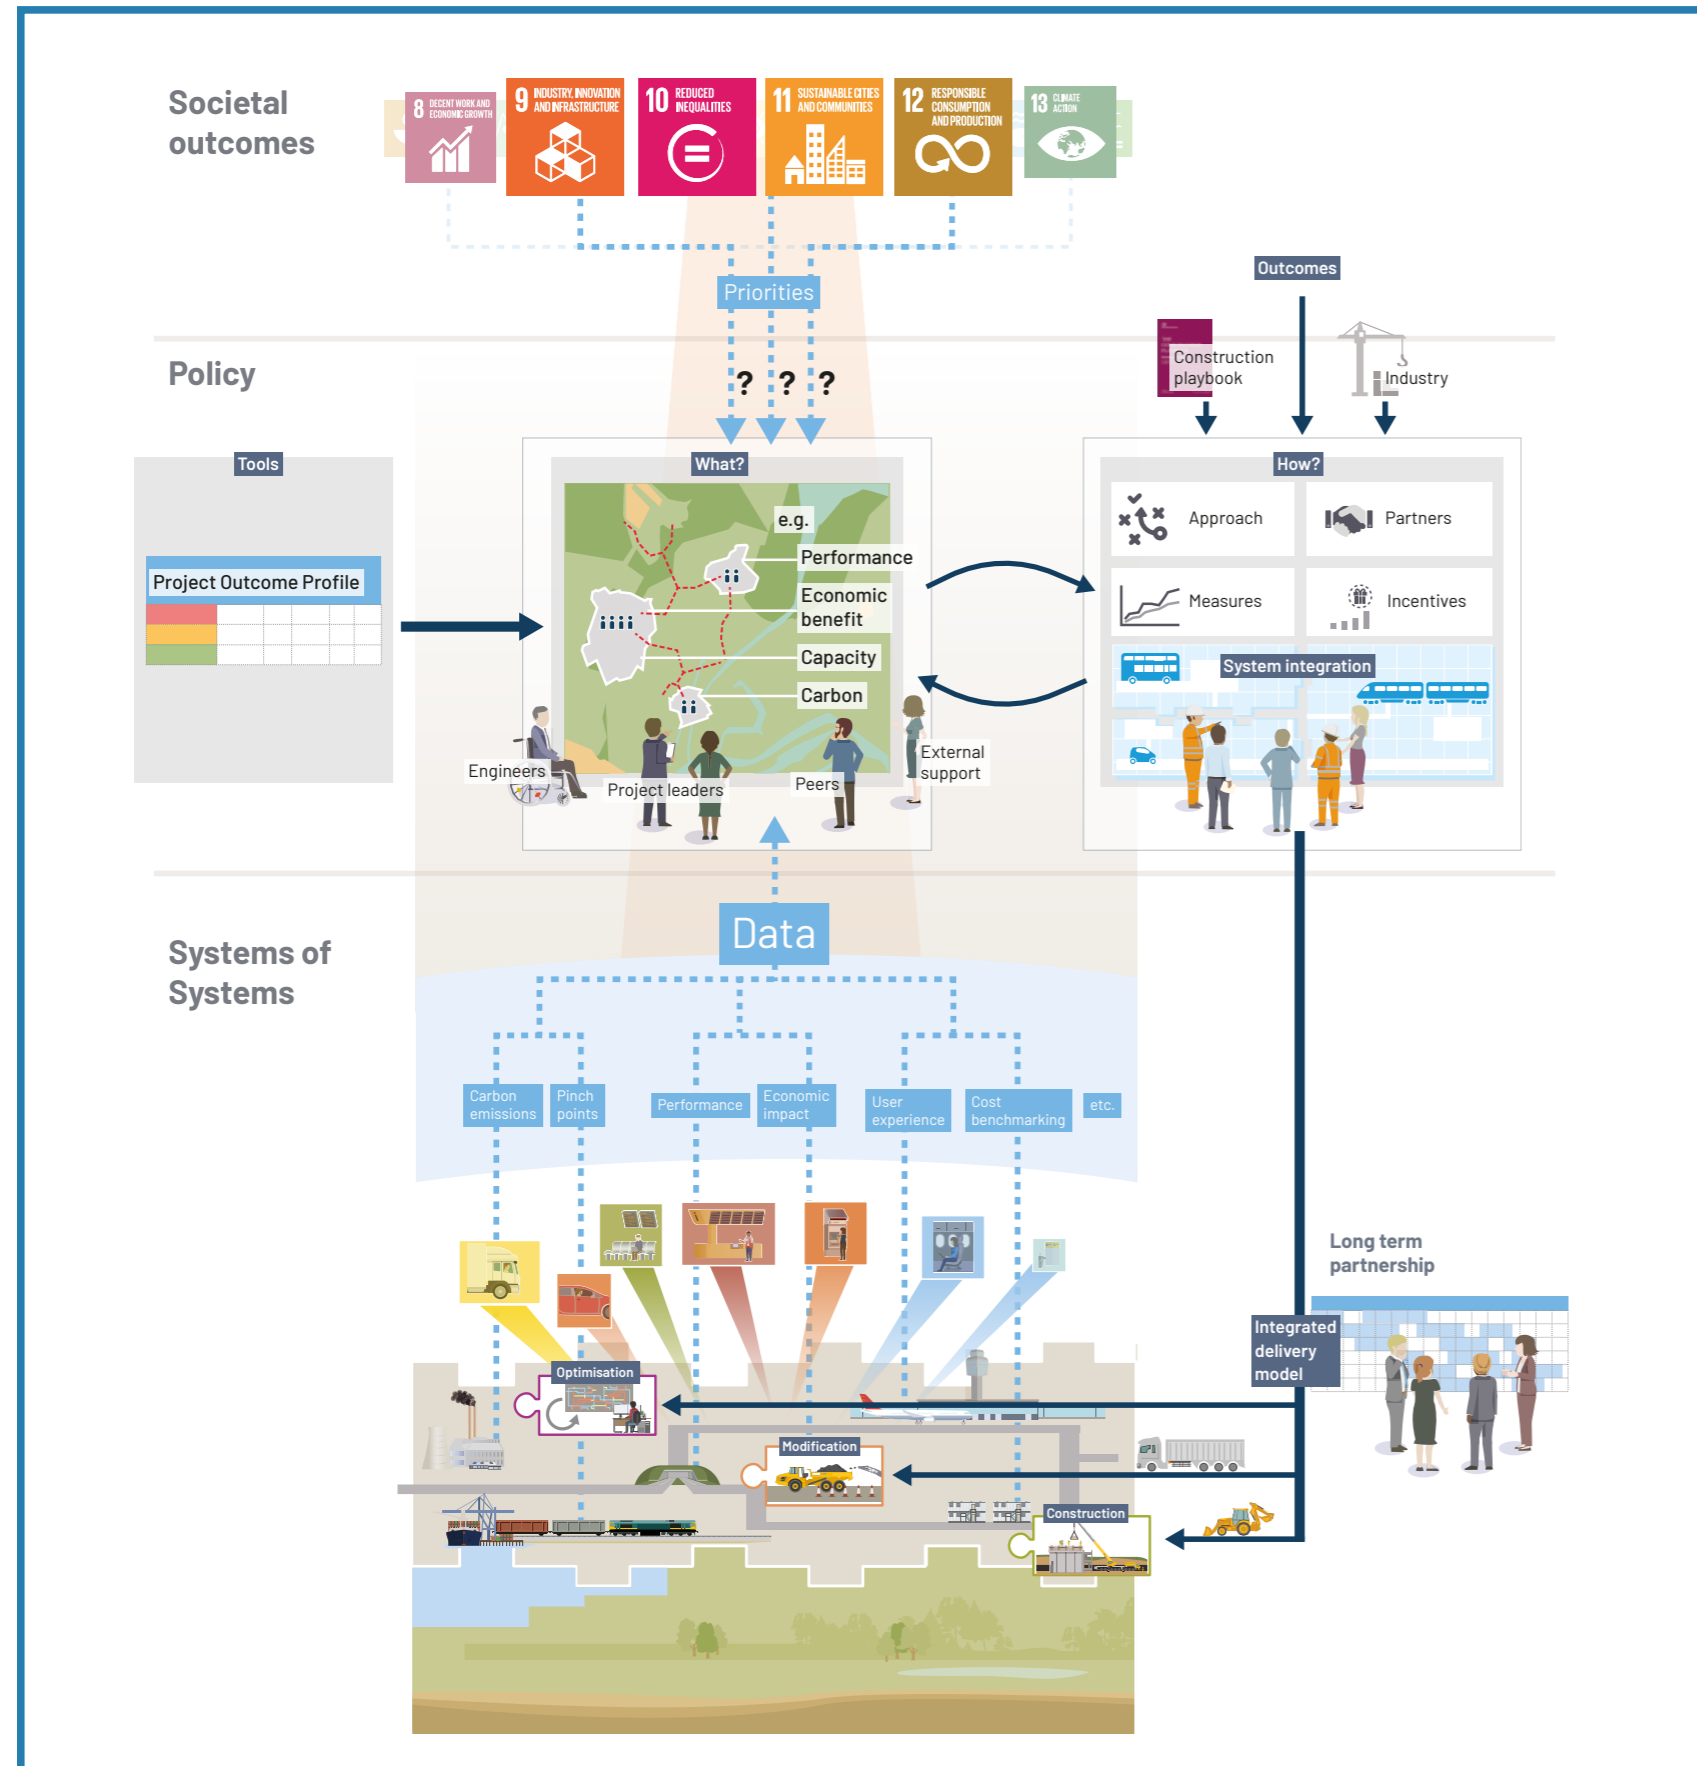 Societal
outcomes
8 DECENT WORK AND
ECONOMIC GROWTH
9 INDUSTRY, INNOVATION
AND INFRASTRUCTURE
10 REDUCED
INEQUALITIES
11 SUSTAINABLE CITIES
AND COMMUNITIES
12 RESPONSIBLE
CONSUMPTION
AND PRODUCTION
13 CLIMATE
ACTION
Priorities
Outcomes
Policy
? ? ?
Construction
playbook
Industry
Tools
Project Outcome Profile
What?
e.g.
Performance
Economic
benefit
Capacity
Carbon
Engineers
Project leaders
Peers
External
support
How?
Approach
Partners
Measures
Incentives
System integration
Systems of
Systems
Data
Carbon
emissions
Pinch
points
Performance
Economic
impact
User
experience
Cost
benchmarking
etc.
Long term
partnership
Integrated
delivery
model
Optimisation
Modification
Construction